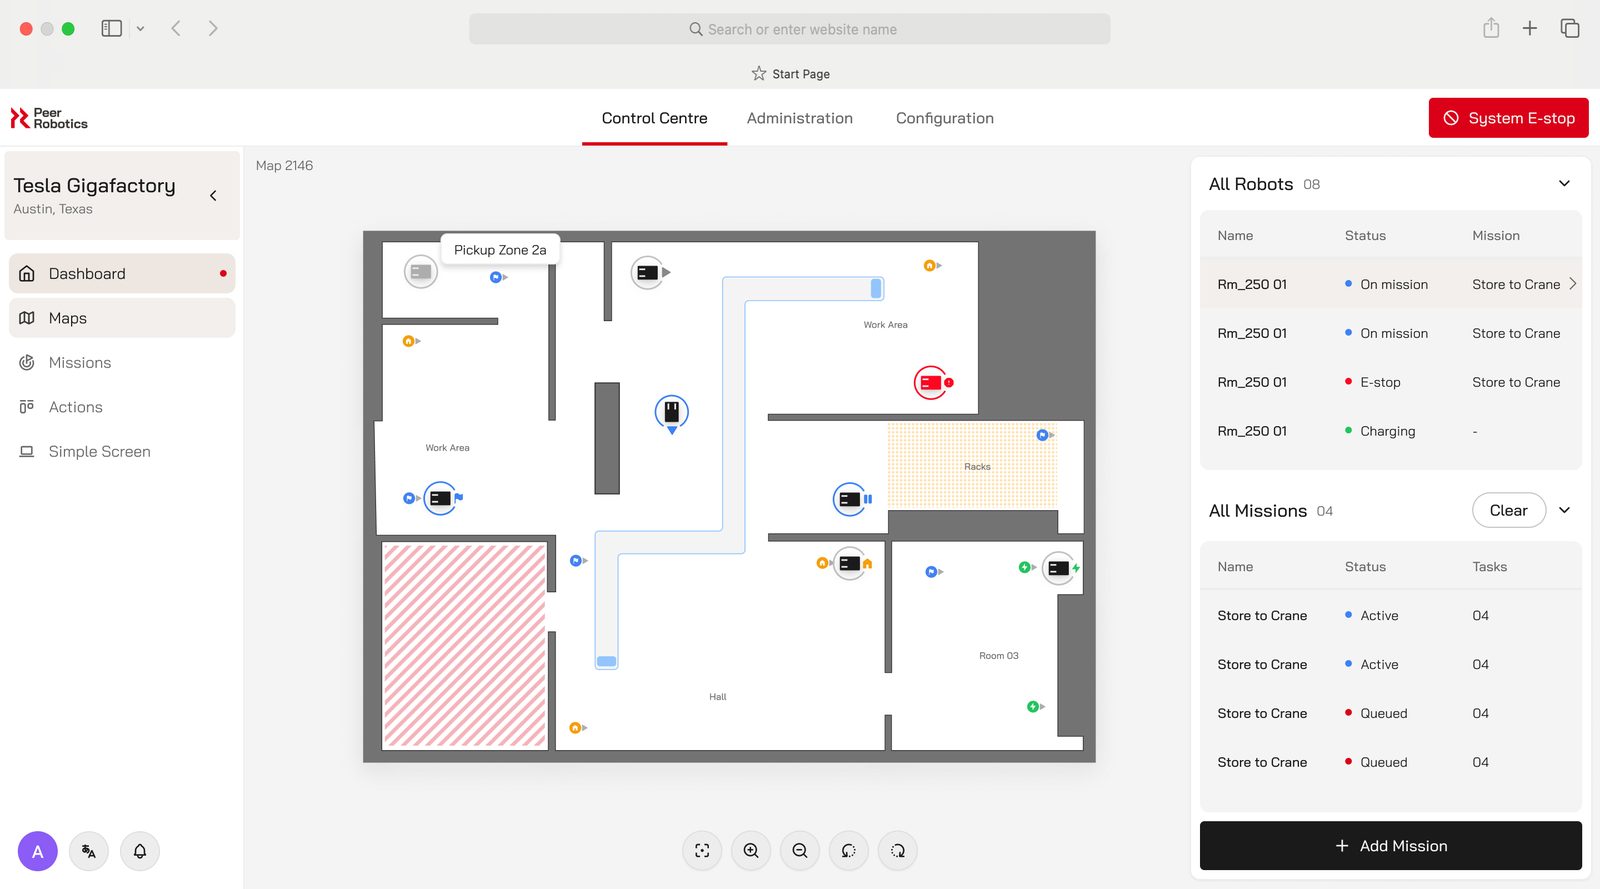 Search or enter website name
Start Page
Peer
Robotics
Control Centre
Administration
Configuration
System E-stop
Tesla Gigafactory
Austin, Texas
Dashboard
Maps
Missions
Actions
Simple Screen
A
Map 2146
Pickup Zone 2a
Work Area
Work Area
Racks
Room 03
Hall
All Robots 08
Name Status Mission
Rm_250 01 On mission Store to Crane
Rm_250 01 On mission Store to Crane
Rm_250 01 E-stop Store to Crane
Rm_250 01 Charging -
All Missions 04 Clear
Name Status Tasks
Store to Crane Active 04
Store to Crane Active 04
Store to Crane Queued 04
Store to Crane Queued 04
+ Add Mission